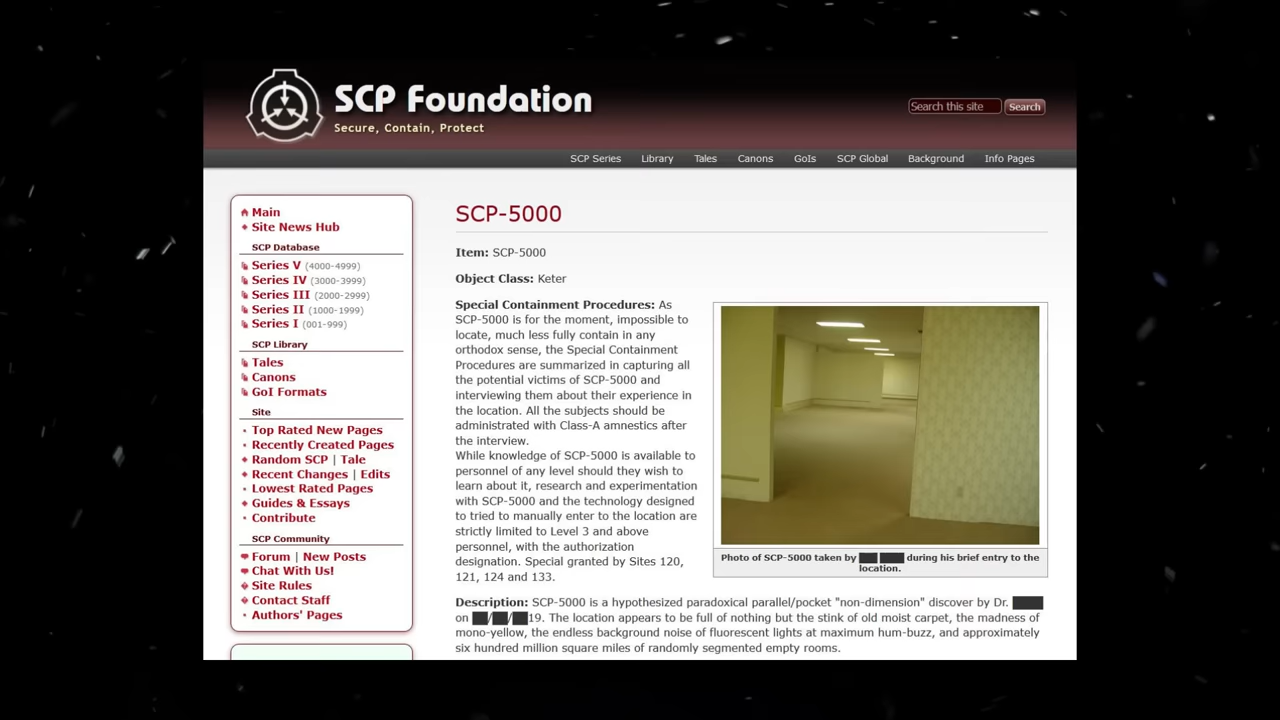 SCP Foundation
Secure, Contain, Protect
Search this site Search
SCP Series Library Tales Canons GoIs SCP Global Background Info Pages
Main
Site News Hub
SCP Database
Series V (4000-4999)
Series IV (3000-3999)
Series III (2000-2999)
Series II (1000-1999)
Series I (001-999)
SCP Library
Tales
Canons
GoI Formats
Site
Top Rated New Pages
Recently Created Pages
Random SCP | Tale
Recent Changes | Edits
Lowest Rated Pages
Guides & Essays
Contribute
SCP Community
Forum | New Posts
Chat With Us!
Site Rules
Contact Staff
Authors' Pages
SCP-5000
Item: SCP-5000
Object Class: Keter
Special Containment Procedures: As
SCP-5000 is for the moment, impossible to
locate, much less fully contain in any
orthodox sense, the Special Containment
Procedures are summarized in capturing all
the potential victims of SCP-5000 and
interviewing them about their experience in
the location. All the subjects should be
administrated with Class-A amnestics after
the interview.
While knowledge of SCP-5000 is available to
personnel of any level should they wish to
learn about it, research and experimentation
with SCP-5000 and the technology designed
to tried to manually enter to the location are
strictly limited to Level 3 and above
personnel, with the authorization
designation. Special granted by Sites 120,
121, 124 and 133.
Photo of SCP-5000 taken by ██ ███ during his brief entry to the
location.
Description: SCP-5000 is a hypothesized paradoxical parallel/pocket "non-dimension" discover by Dr. ████
on ██/██/██19. The location appears to be full of nothing but the stink of old moist carpet, the madness of
mono-yellow, the endless background noise of fluorescent lights at maximum hum-buzz, and approximately
six hundred million square miles of randomly segmented empty rooms.